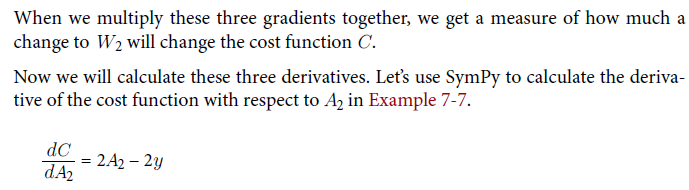 When we multiply these three gradients together, we get a measure of how much a
change to W₂ will change the cost function C.
Now we will calculate these three derivatives. Let's use SymPy to calculate the deriva-
tive of the cost function with respect to A₂ in Example 7-7.
dC/dA₂ = 2A₂ – 2y